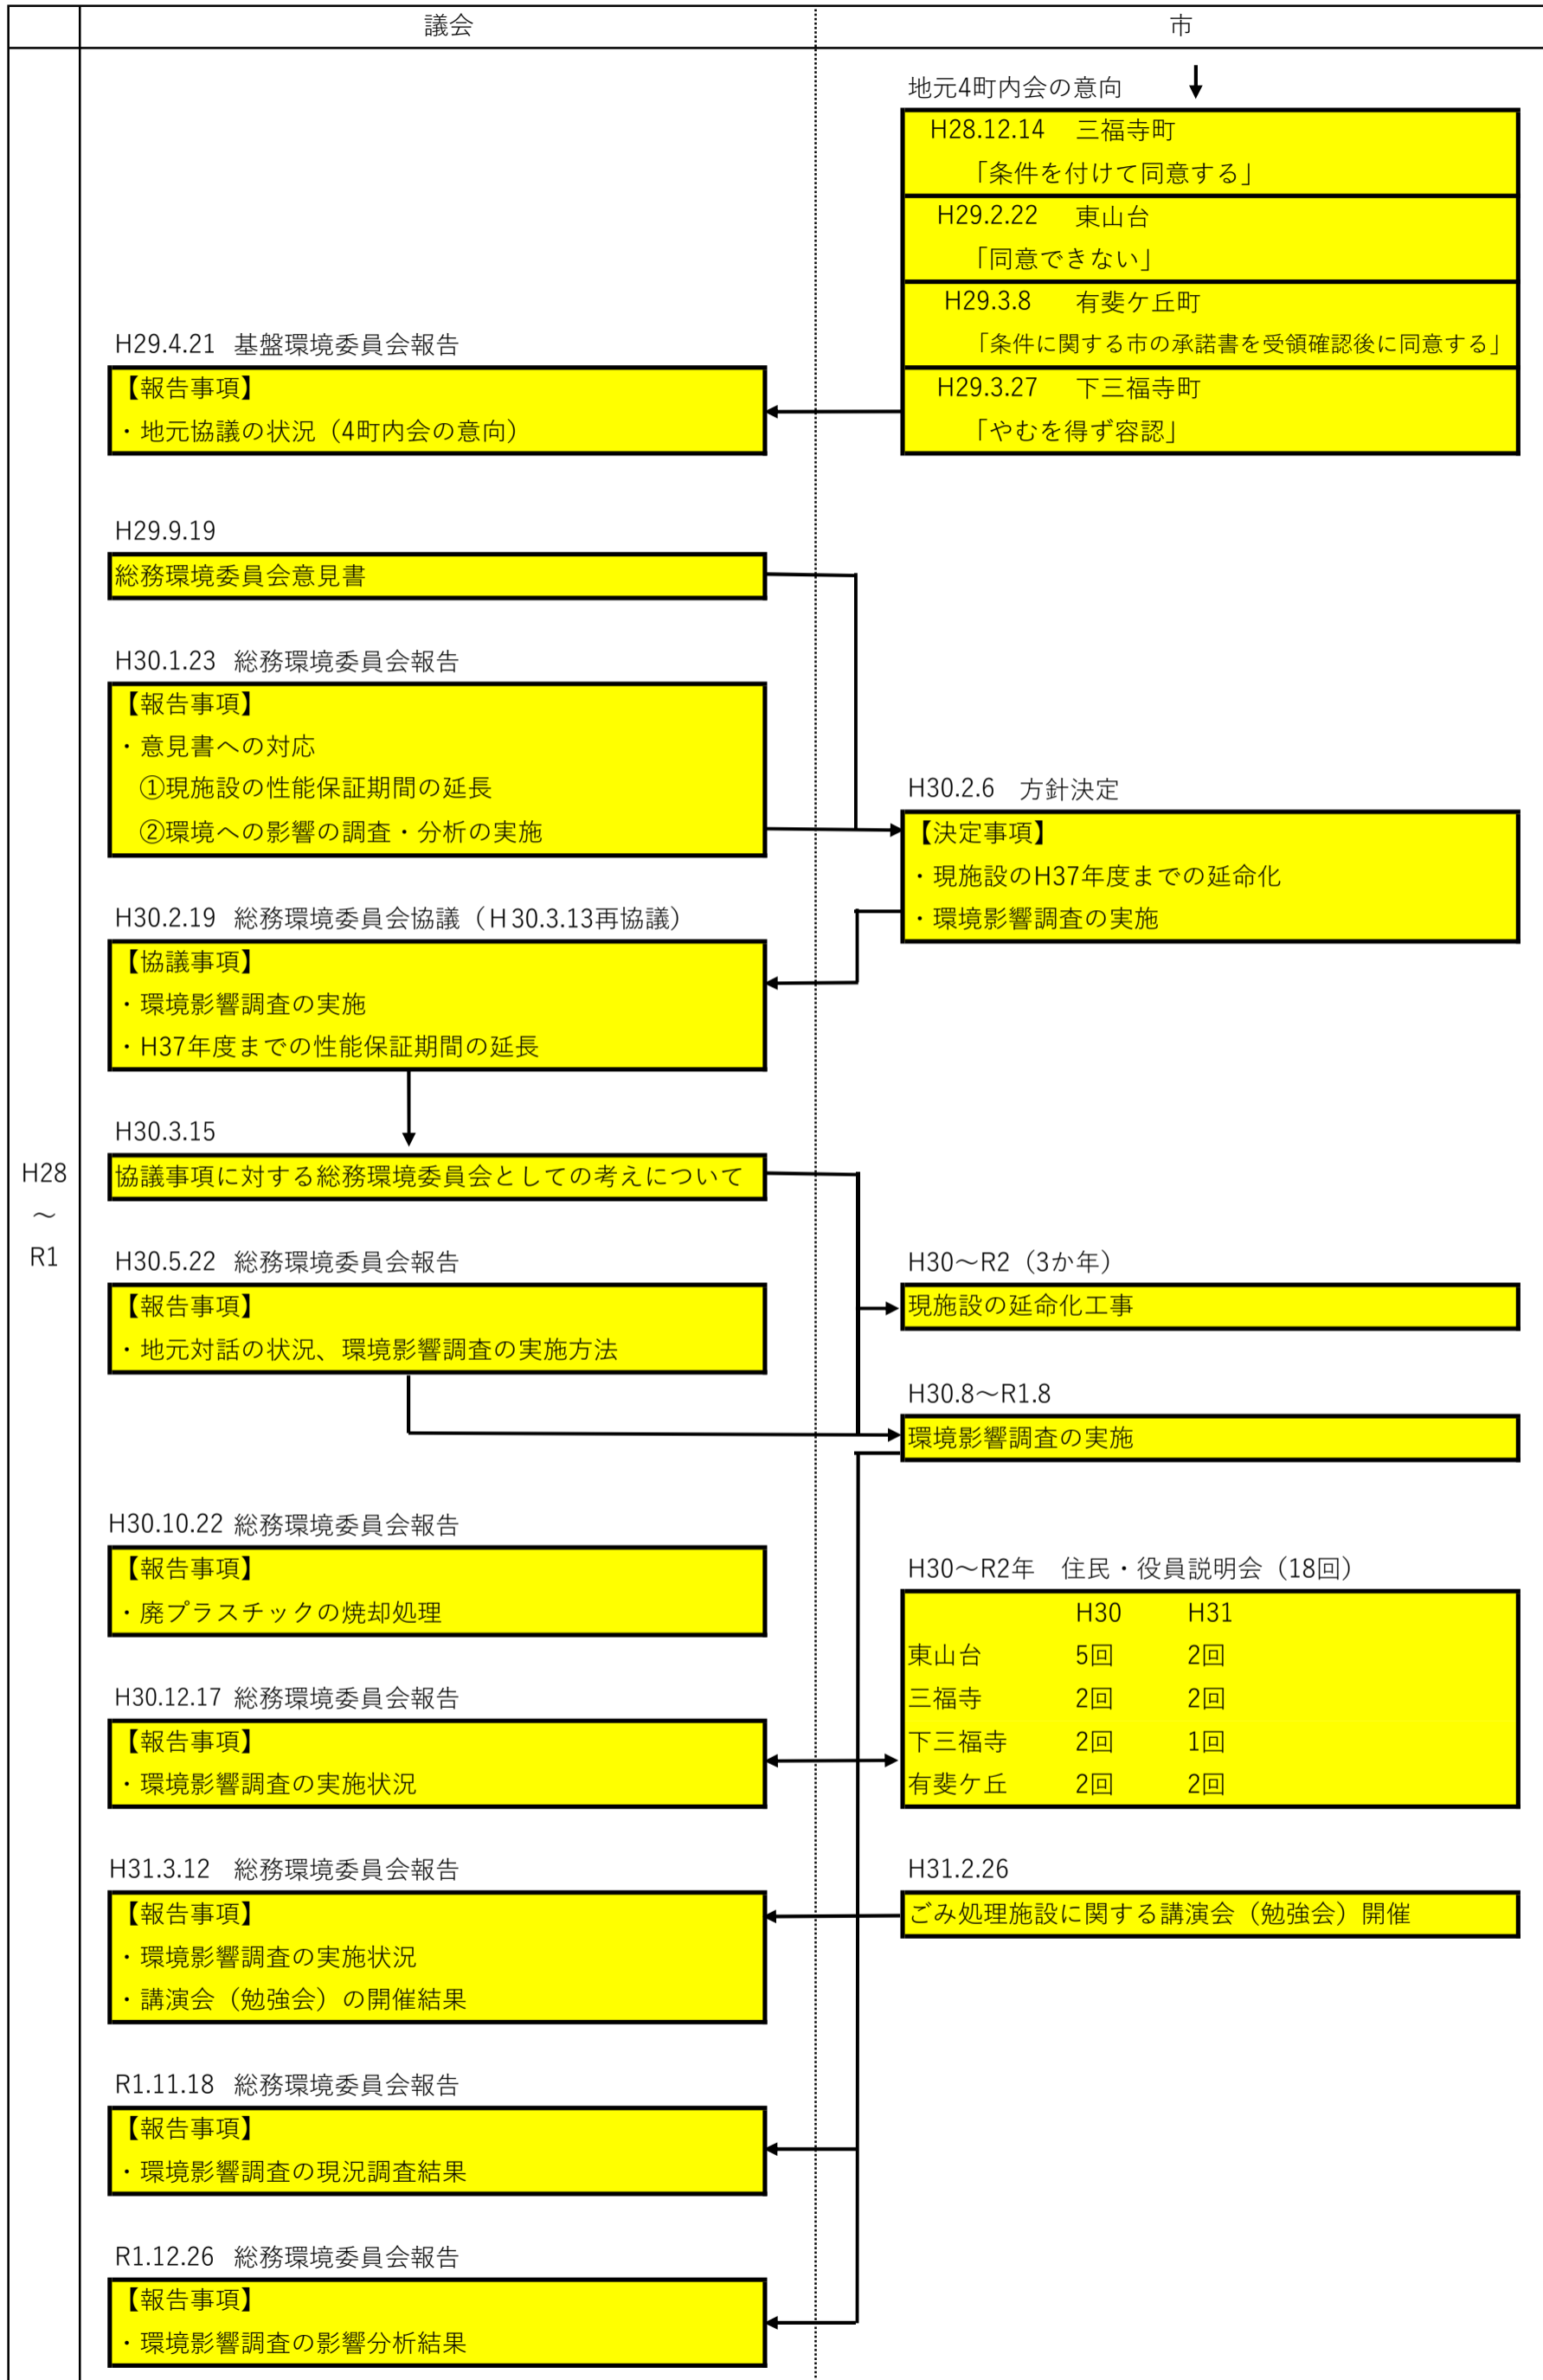 議会
市
地元4町内会の意向
H28.12.14 三福寺町
「条件を付けて同意する」
H29.2.22 東山台
「同意できない」
H29.3.8 有斐ケ丘町
「条件に関する市の承諾書を受領確認後に同意する」
H29.3.27 下三福寺町
「やむを得ず容認」
H29.4.21 基盤環境委員会報告
【報告事項】
・地元協議の状況（4町内会の意向）
H29.9.19
総務環境委員会意見書
H30.1.23 総務環境委員会報告
【報告事項】
・意見書への対応
①現施設の性能保証期間の延長
②環境への影響の調査・分析の実施
H30.2.6 方針決定
【決定事項】
・現施設のH37年度までの延命化
・環境影響調査の実施
H30.2.19 総務環境委員会協議（Ｈ30.3.13再協議）
【協議事項】
・環境影響調査の実施
・H37年度までの性能保証期間の延長
H30.3.15
協議事項に対する総務環境委員会としての考えについて
H28
～
R1
H30.5.22 総務環境委員会報告
【報告事項】
・地元対話の状況、環境影響調査の実施方法
H30～R2（3か年）
現施設の延命化工事
H30.8～R1.8
環境影響調査の実施
H30.10.22 総務環境委員会報告
【報告事項】
・廃プラスチックの焼却処理
H30～R2年 住民・役員説明会（18回）
H30 H31
東山台 5回 2回
三福寺 2回 2回
下三福寺 2回 1回
有斐ケ丘 2回 2回
H30.12.17 総務環境委員会報告
【報告事項】
・環境影響調査の実施状況
H31.3.12 総務環境委員会報告
【報告事項】
・環境影響調査の実施状況
・講演会（勉強会）の開催結果
H31.2.26
ごみ処理施設に関する講演会（勉強会）開催
R1.11.18 総務環境委員会報告
【報告事項】
・環境影響調査の現況調査結果
R1.12.26 総務環境委員会報告
【報告事項】
・環境影響調査の影響分析結果